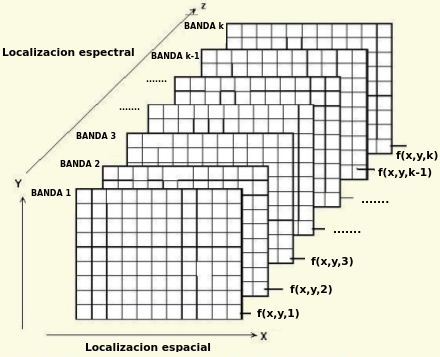 z
BANDA k
Localizacion espectral
BANDA k-1
.......
.......
BANDA 3
f(x,y,k)
BANDA 2
f(x,y,k-1)
Y
BANDA 1
.......
.......
f(x,y,3)
f(x,y,2)
f(x,y,1)
X
Localizacion espacial